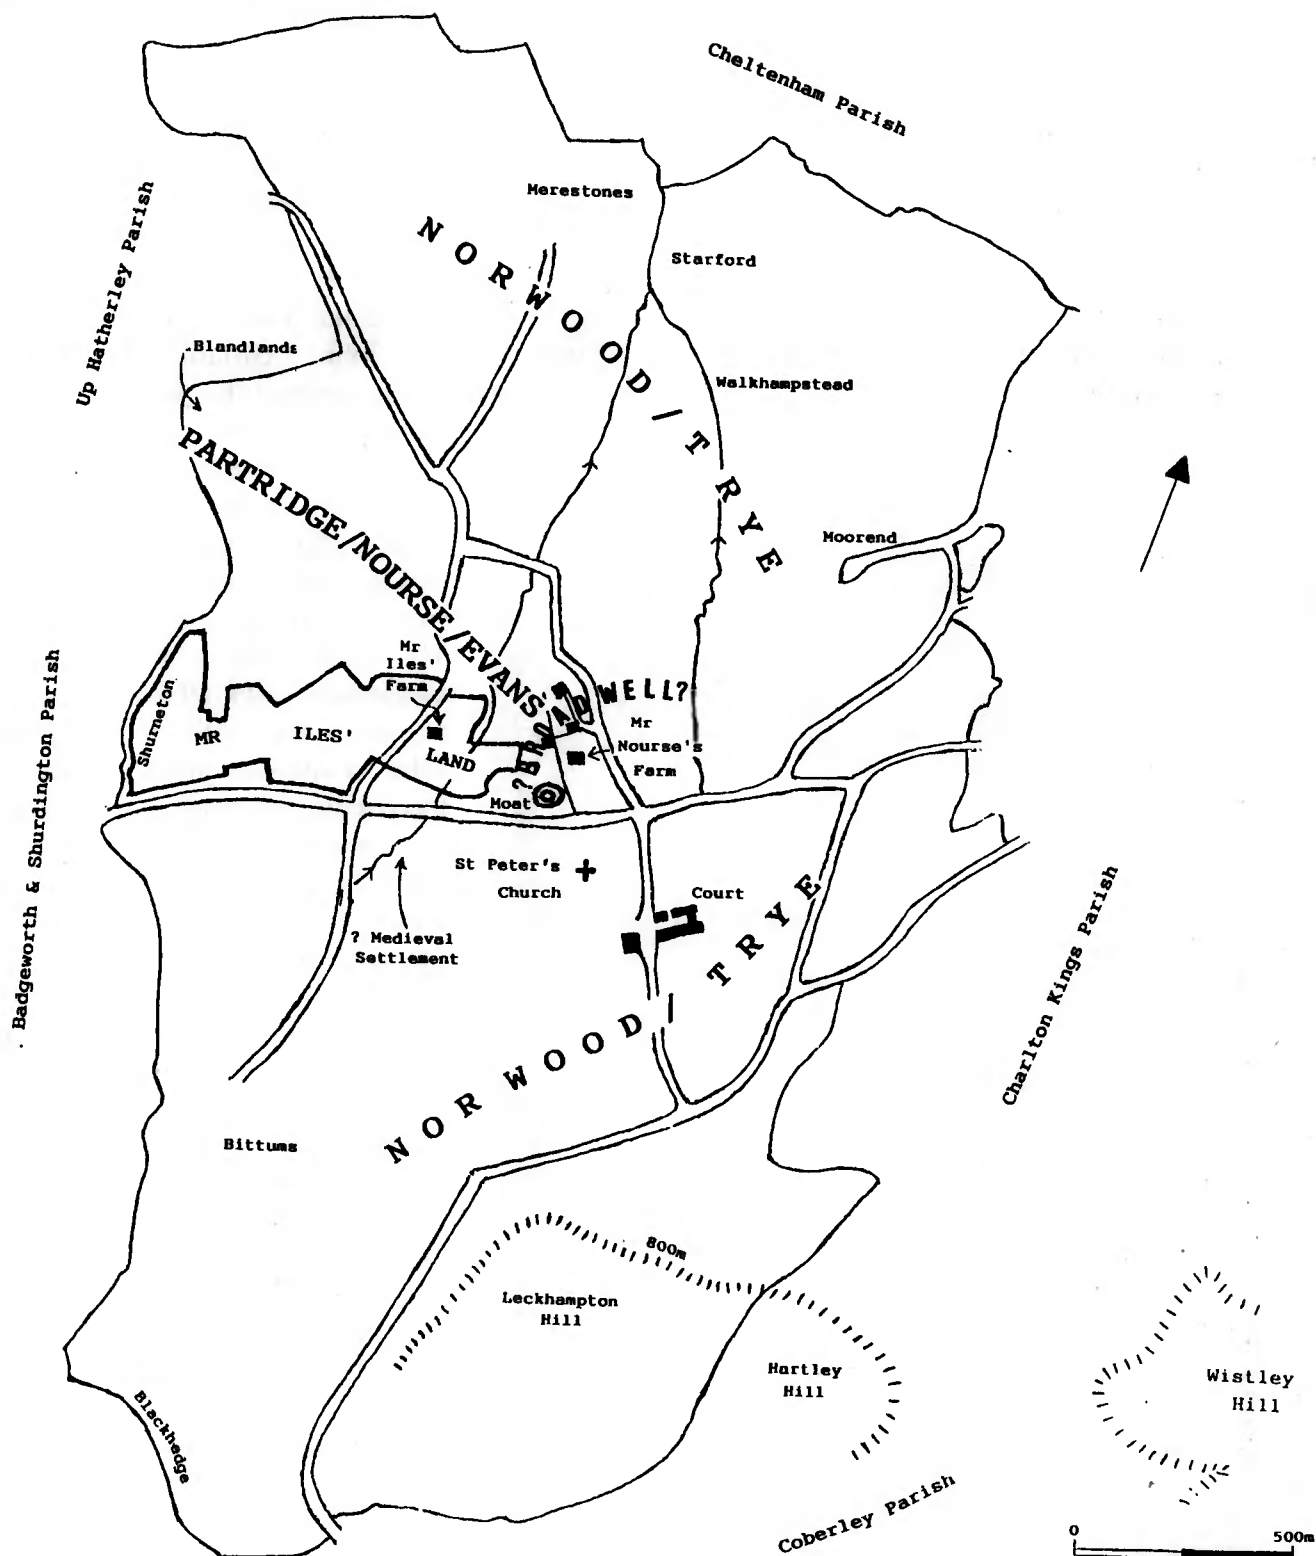 Cheltenham Parish
Merestones
Up Hatherley Parish
NORWOOD/TRYE
Starford
Blandlands
Walkhampstead
PARTRIDGE/NOURSE/EVANS'
Moorend
Mr
Iles'
Farm
?BROADWELL?
Shurneton
MR ILES' LAND
Mr
Nourse's
Farm
Moat
Badgeworth & Shurdington Parish
St Peter's
Church
Court
? Medieval
Settlement
NORWOOD/TRYE
Charlton Kings Parish
Bittums
800m
Leckhampton
Hill
Hartley
Hill
Wistley
Hill
Blackhedge
Coberley Parish
0 500m